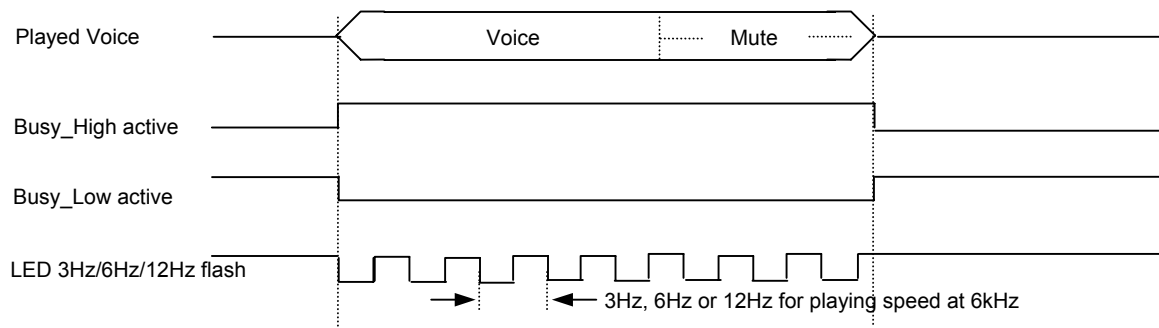 Played Voice
Voice
Mute
Busy_High active
Busy_Low active
LED 3Hz/6Hz/12Hz flash
3Hz, 6Hz or 12Hz for playing speed at 6kHz